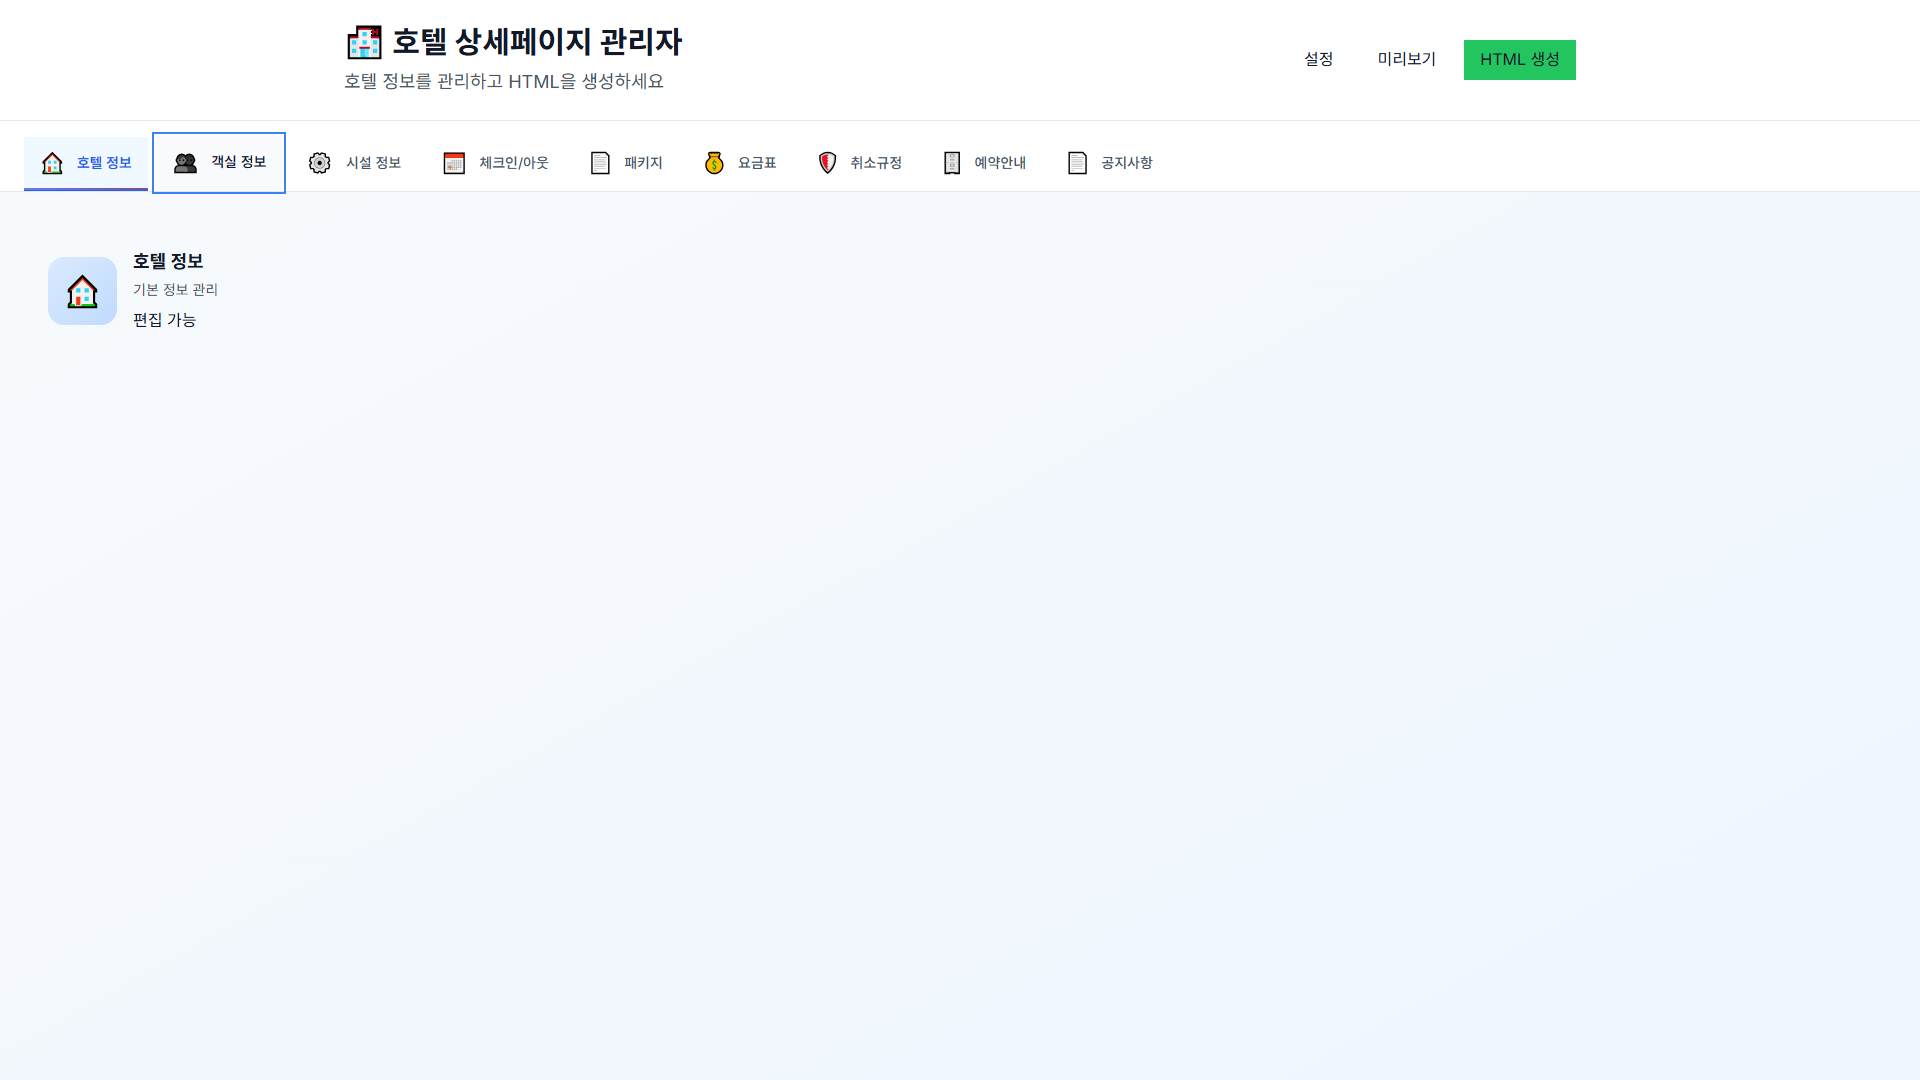 호텔 상세페이지 관리자
호텔 정보를 관리하고 HTML을 생성하세요
설정
미리보기
HTML 생성
호텔 정보
객실 정보
시설 정보
체크인/아웃
패키지
요금표
취소규정
예약안내
공지사항
호텔 정보
기본 정보 관리
편집 가능